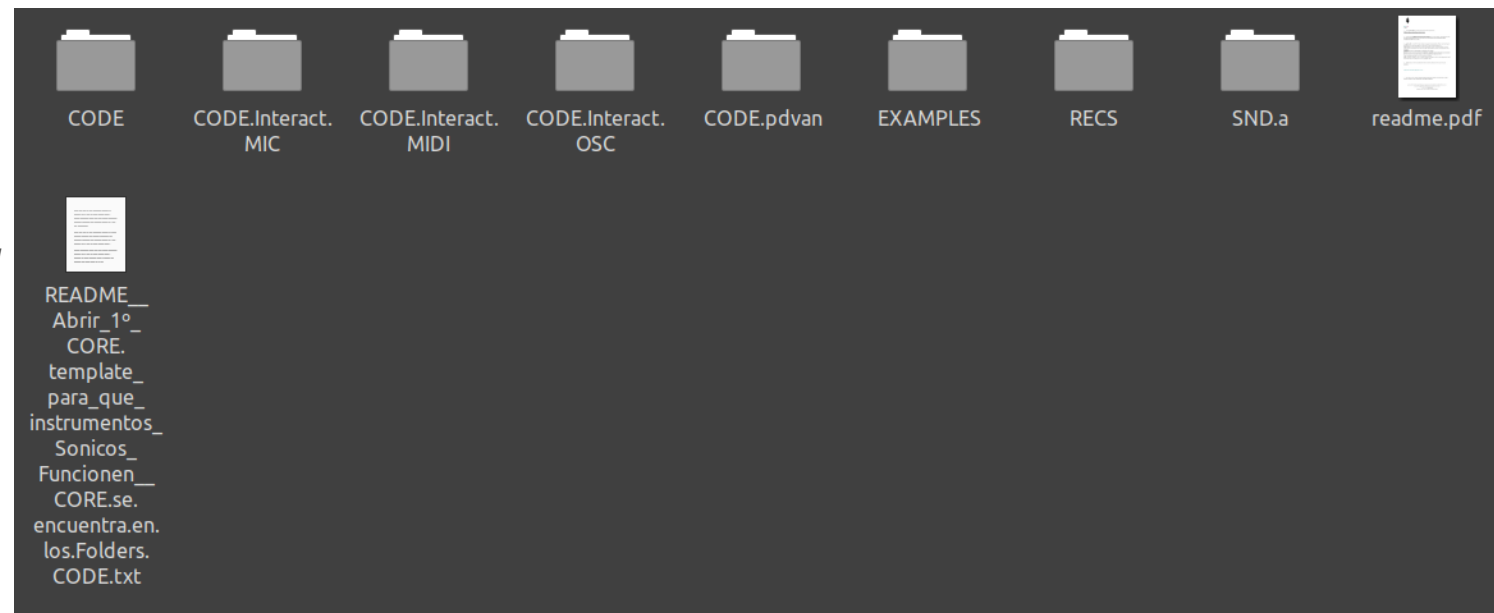 CODE
CODE.Interact.
MIC
CODE.Interact.
MIDI
CODE.Interact.
OSC
CODE.pdvan
EXAMPLES
RECS
SND.a
readme.pdf
README__
Abrir_1º_
CORE.
template_
para_que_
instrumentos_
Sonicos_
Funcionen__
CORE.se.
encuentra.en.
los.Folders.
CODE.txt